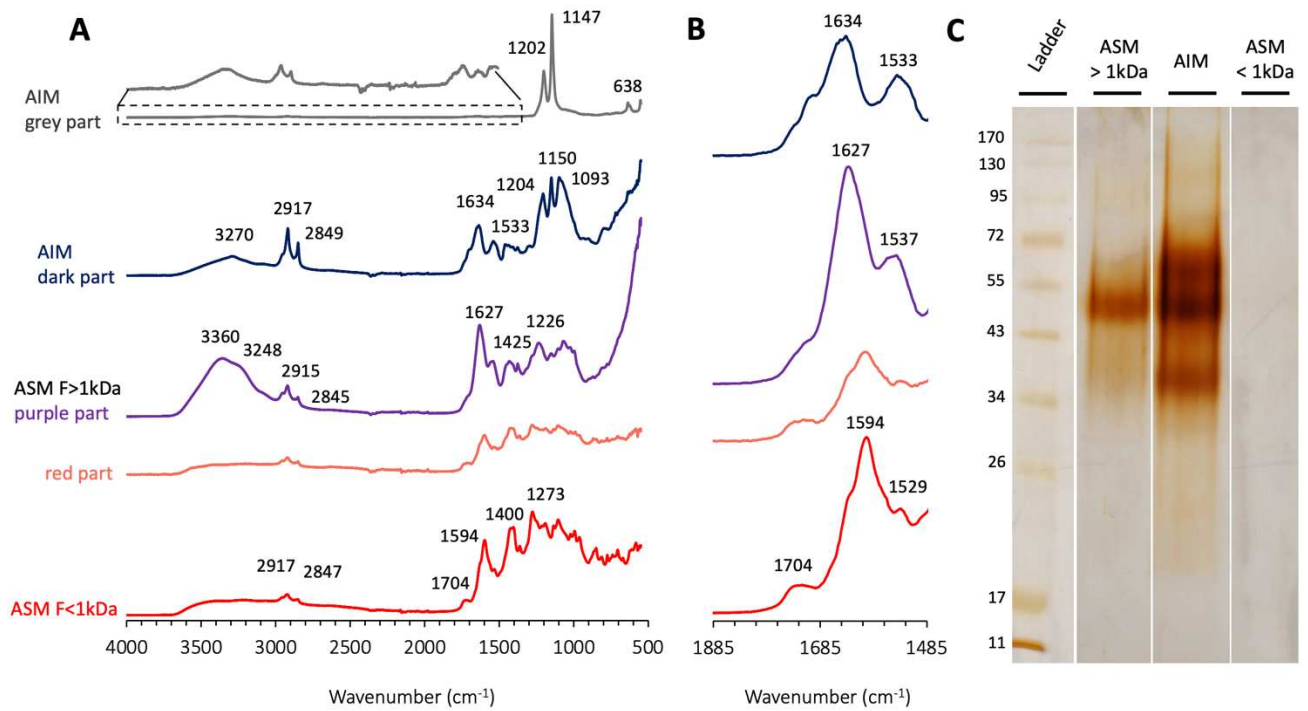 A
1147
1202
638
AIM
grey part
AIM
dark part
3270
2917
2849
1634
1533
1204
1150
1093
ASM F>1kDa
purple part
3360
3248
2915
2845
1627
1425
1226
red part
ASM F<1kDa
2917
2847
1704
1594
1400
1273
4000
3500
3000
2500
2000
1500
1000
500
Wavenumber (cm⁻¹)
B
1634
1533
1627
1537
1594
1529
1704
1885
1685
1485
Wavenumber (cm⁻¹)
C
Ladder
ASM
> 1kDa
AIM
ASM
< 1kDa
170
130
95
72
55
43
34
26
17
11